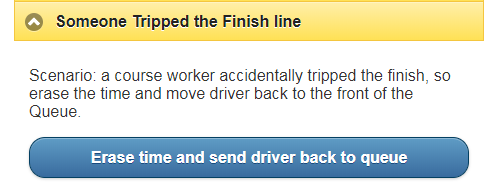 Someone Tripped the Finish line
Scenario: a course worker accidentally tripped the finish, so
erase the time and move driver back to the front of the
Queue.
Erase time and send driver back to queue